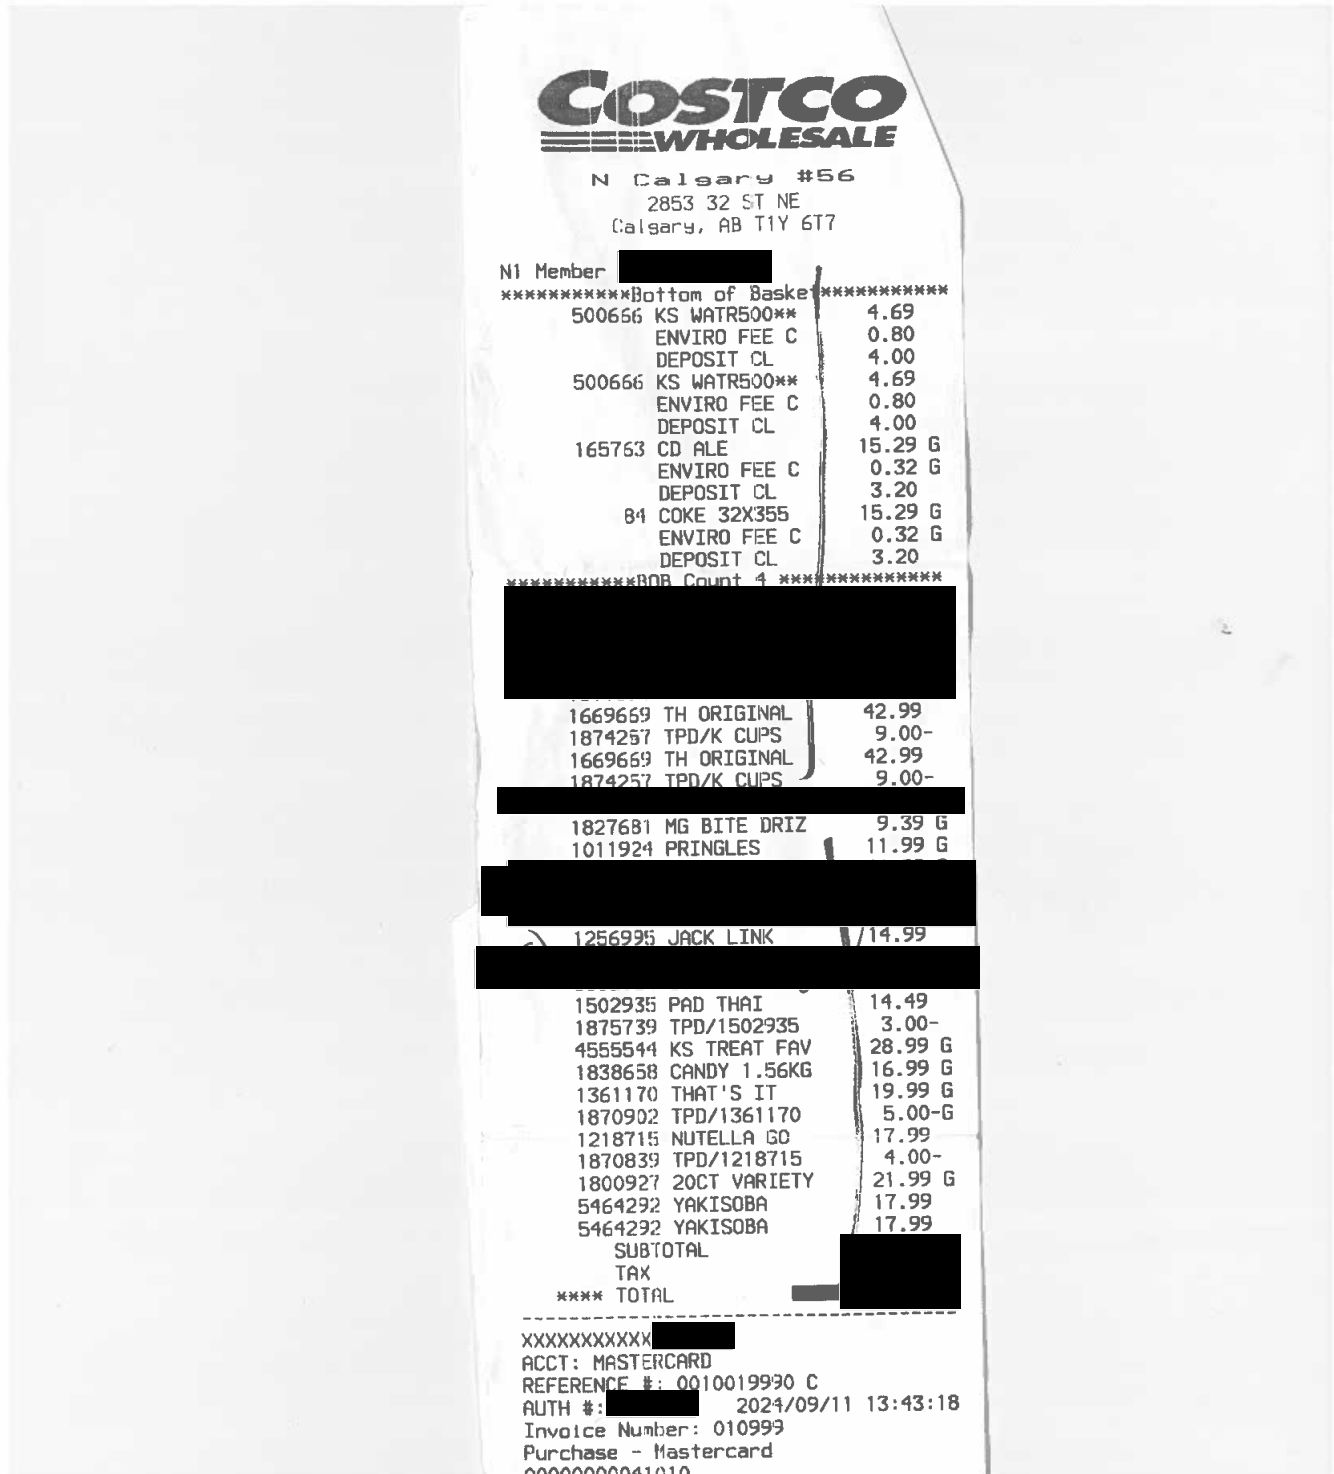 COSTCO
WHOLESALE
N Calgary #56
2853 32 ST NE
Calgary, AB T1Y 6T7
N1 Member
***********Bottom of Basket***********
500666 KS WATR500** 4.69
ENVIRO FEE C 0.80
DEPOSIT CL 4.00
500666 KS WATR500** 4.69
ENVIRO FEE C 0.80
DEPOSIT CL 4.00
165763 CD ALE 15.29 G
ENVIRO FEE C 0.32 G
DEPOSIT CL 3.20
84 COKE 32X355 15.29 G
ENVIRO FEE C 0.32 G
DEPOSIT CL 3.20
***********BOB Count 4 **************
1669669 TH ORIGINAL 42.99
1874257 TPD/K CUPS 9.00-
1669669 TH ORIGINAL 42.99
1874257 TPD/K CUPS 9.00-
1827681 MG BITE DRIZ 9.39 G
1011924 PRINGLES 11.99 G
1256995 JACK LINK 14.99
1502935 PAD THAI 14.49
1875739 TPD/1502935 3.00-
4555544 KS TREAT FAV 28.99 G
1838658 CANDY 1.56KG 16.99 G
1361170 THAT'S IT 19.99 G
1870902 TPD/1361170 5.00-G
1218715 NUTELLA GO 17.99
1870839 TPD/1218715 4.00-
1800927 20CT VARIETY 21.99 G
5464292 YAKISOBA 17.99
5464292 YAKISOBA 17.99
SUBTOTAL
TAX
**** TOTAL
XXXXXXXXXXX
ACCT: MASTERCARD
REFERENCE #: 0010019990 C
AUTH #: 2024/09/11 13:43:18
Invoice Number: 010999
Purchase - Mastercard